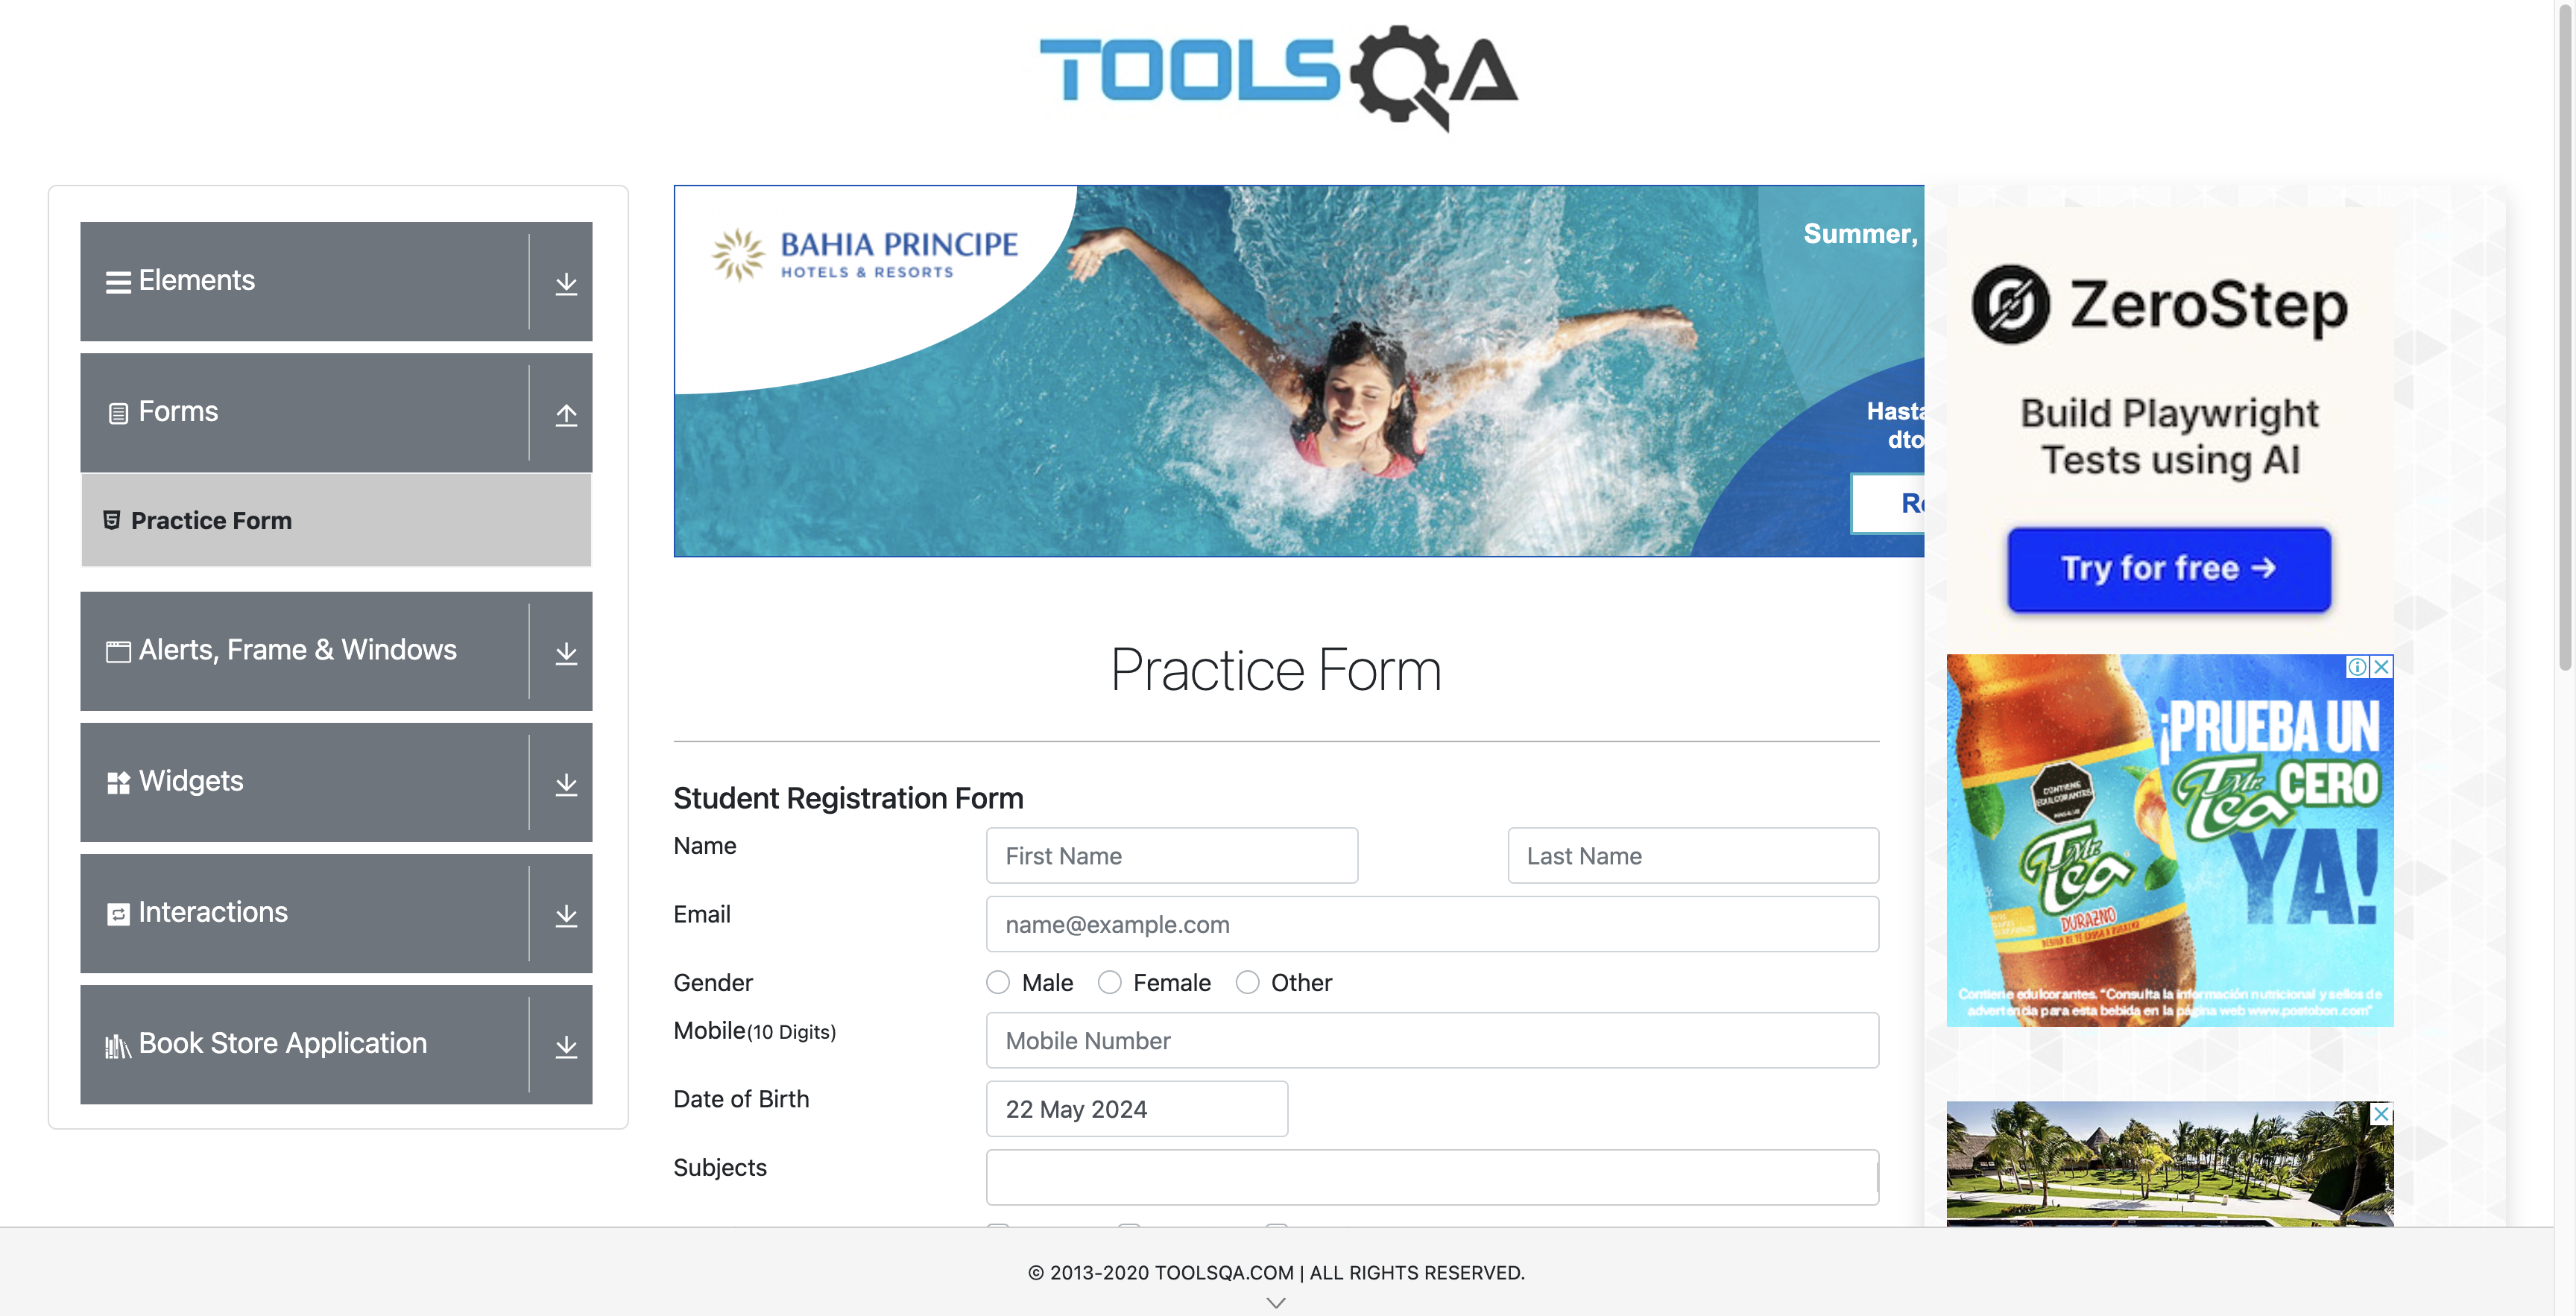 TOOLSQA
Elements
Forms
Practice Form
Alerts, Frame & Windows
Widgets
Interactions
Book Store Application
BAHIA PRINCIPE
HOTELS & RESORTS
Summer,
Hasta
dto
Re
Practice Form
Student Registration Form
Name
First Name
Last Name
Email
name@example.com
Gender
Male
Female
Other
Mobile(10 Digits)
Mobile Number
Date of Birth
22 May 2024
Subjects
ZeroStep
Build Playwright
Tests using AI
Try for free →
¡PRUEBA UN
Mr. Tea CERO
YA!
CONTIENE
EDULCORANTES
Mr. Tea
DURAZNO
Contiene edulcorantes. "Consulta la información nutricional y sellos de
advertencia para esta bebida en la página web www.postobon.com"
© 2013-2020 TOOLSQA.COM | ALL RIGHTS RESERVED.